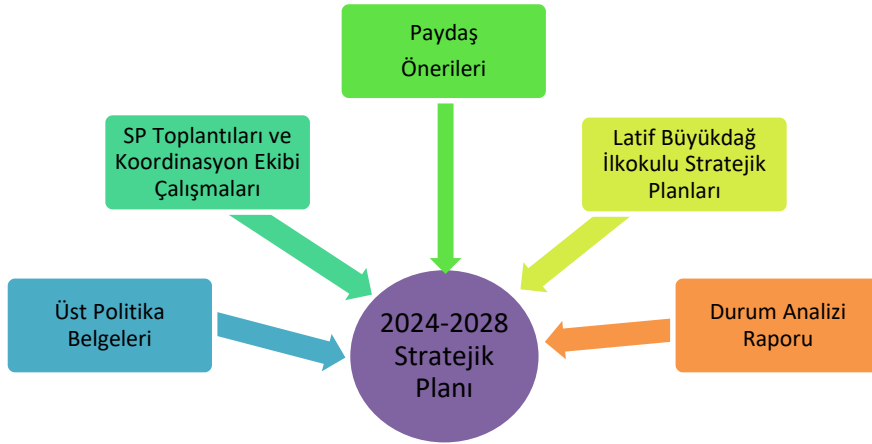 Paydaş
Önerileri
SP Toplantıları ve
Koordinasyon Ekibi
Çalışmaları
Latif Büyükdağ
İlkokulu Stratejik
Planları
Üst Politika
Belgeleri
2024-2028
Stratejik
Planı
Durum Analizi
Raporu